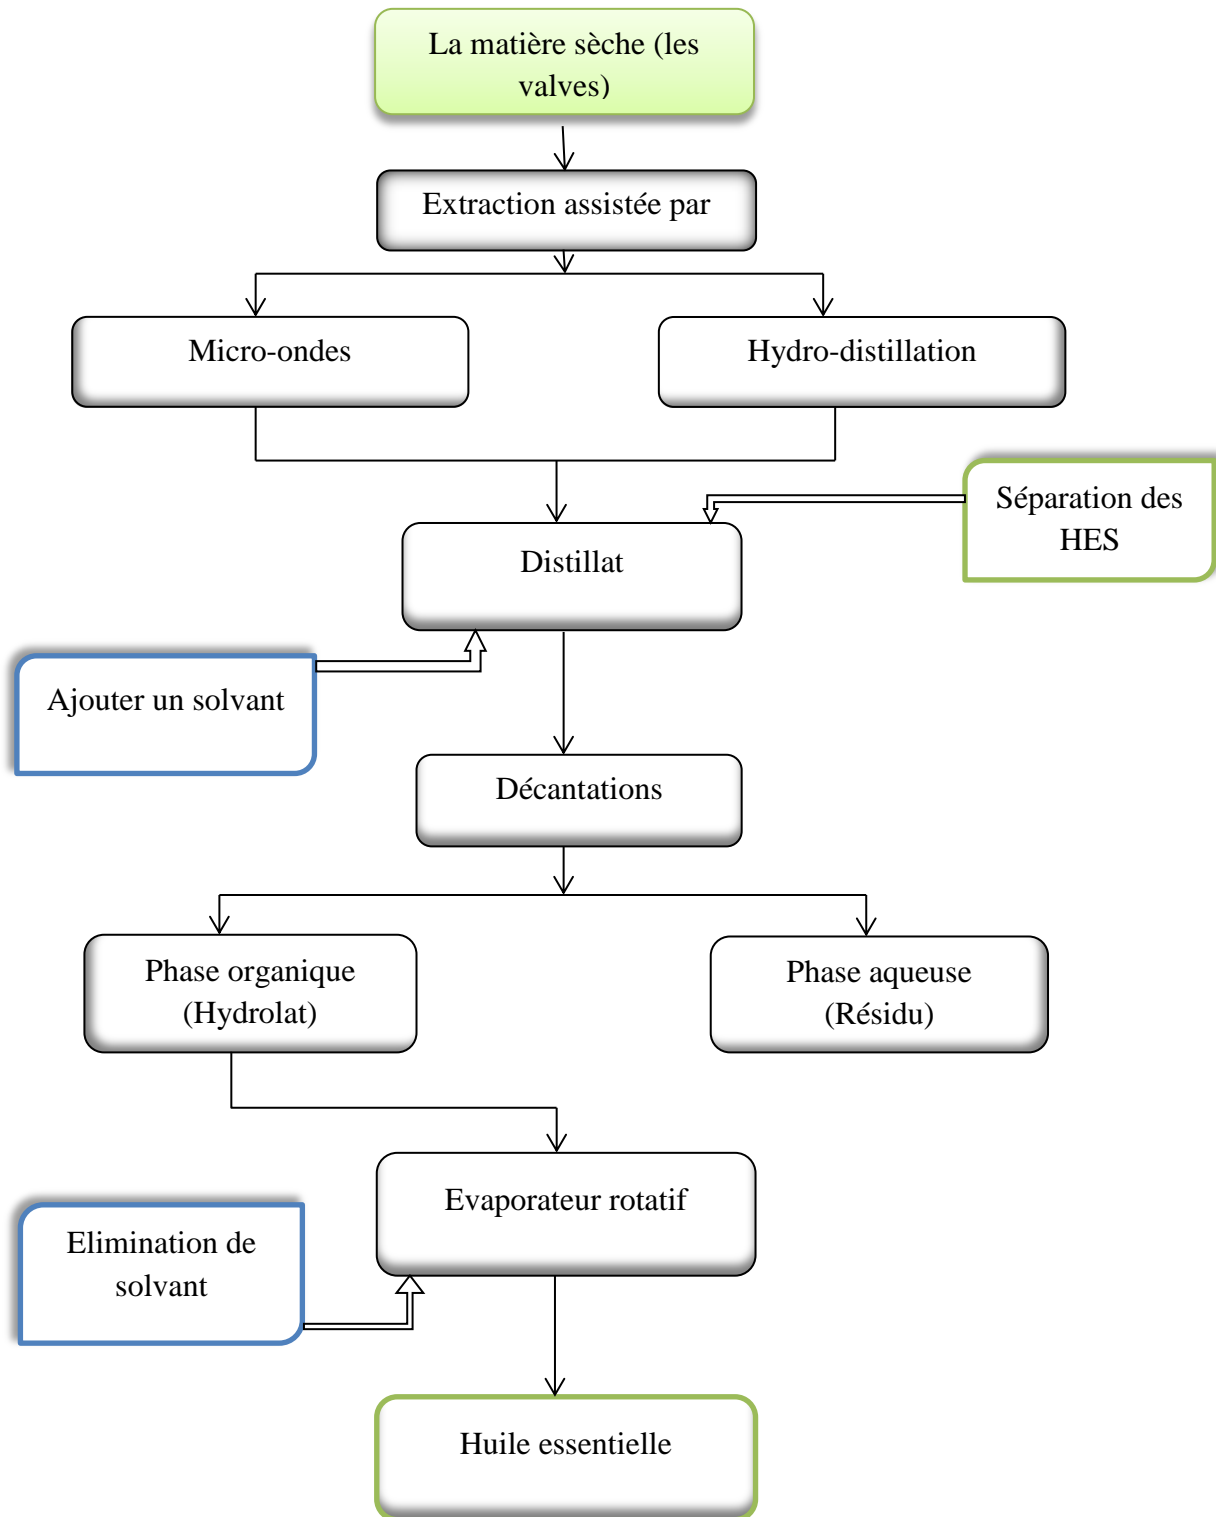 La matière sèche (les
valves)
Extraction assistée par
Micro-ondes
Hydro-distillation
Séparation des
HES
Distillat
Ajouter un solvant
Décantations
Phase organique
(Hydrolat)
Phase aqueuse
(Résidu)
Evaporateur rotatif
Elimination de
solvant
Huile essentielle